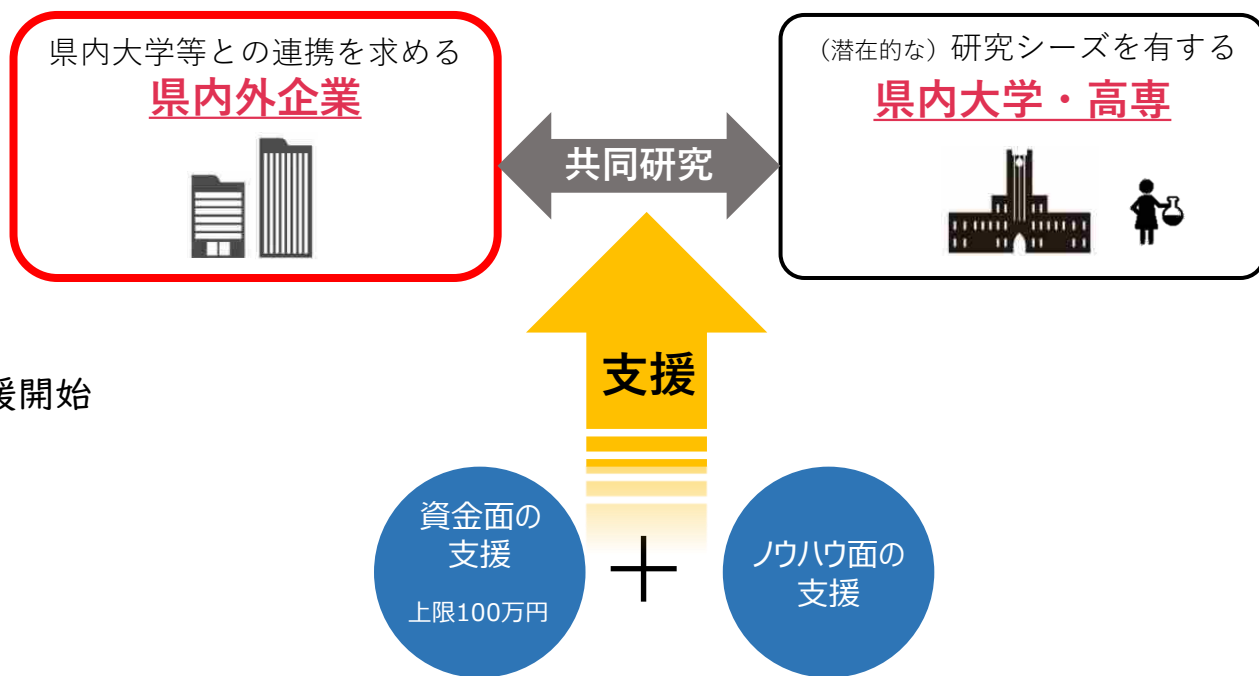 県内大学等との連携を求める
県内外企業
（潜在的な）研究シーズを有する
県内大学・高専
共同研究
支援
援開始
資金面の
支援
上限100万円
＋
ノウハウ面の
支援